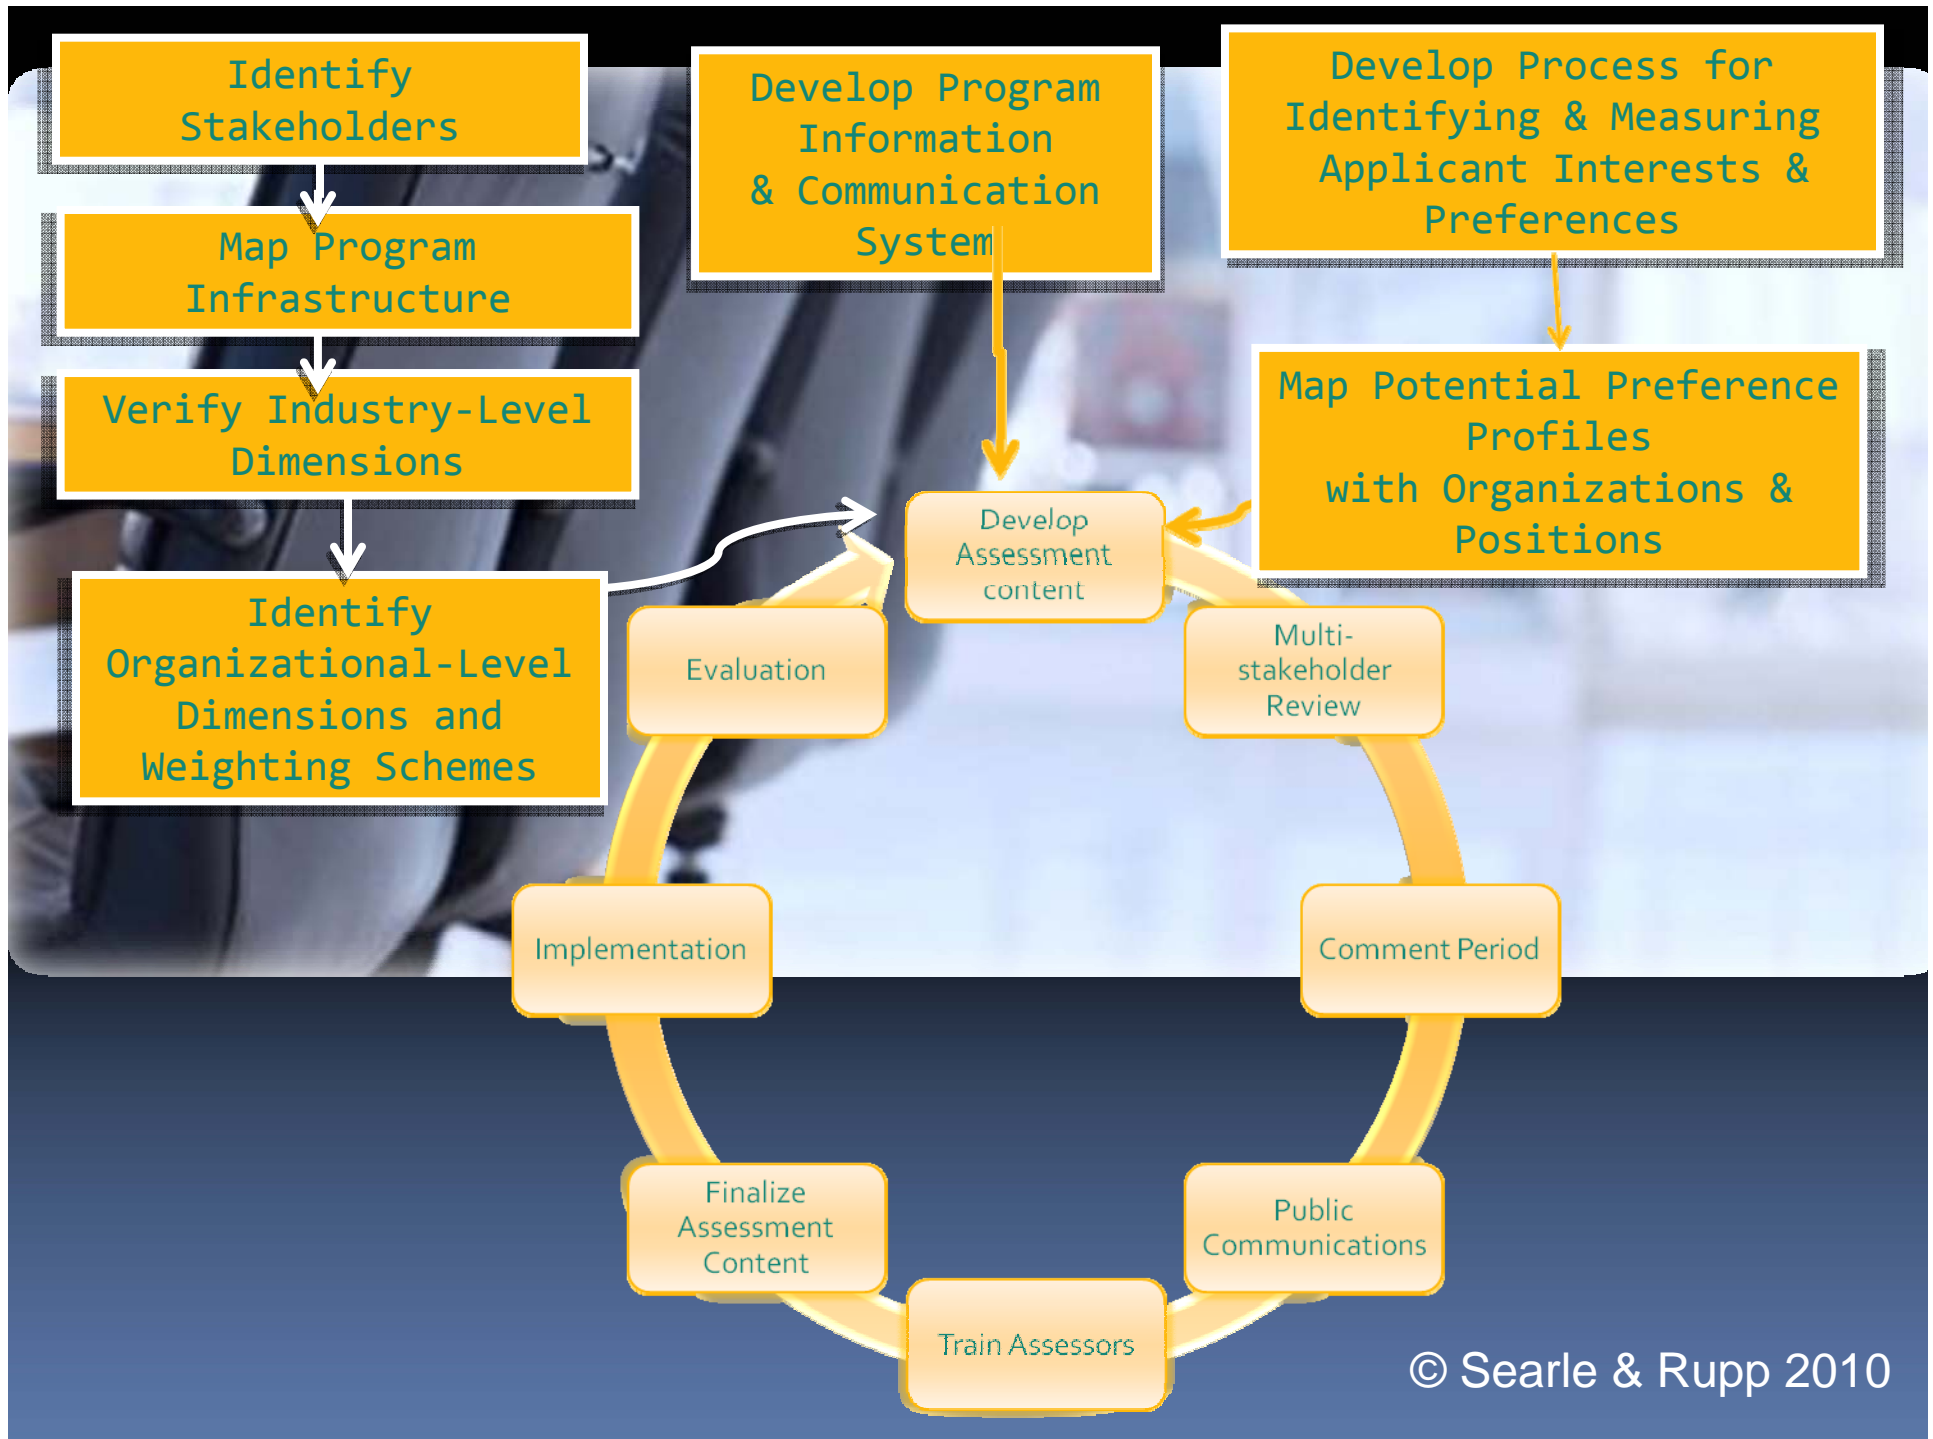 Identify
Stakeholders
Map Program
Infrastructure
Verify Industry-Level
Dimensions
Identify
Organizational-Level
Dimensions and
Weighting Schemes
Develop Program
Information
& Communication
System
Develop Process for
Identifying & Measuring
Applicant Interests &
Preferences
Map Potential Preference
Profiles
with Organizations &
Positions
Develop
Assessment
content
Multi-
stakeholder
Review
Comment Period
Public
Communications
Train Assessors
Finalize
Assessment
Content
Implementation
Evaluation
© Searle & Rupp 2010